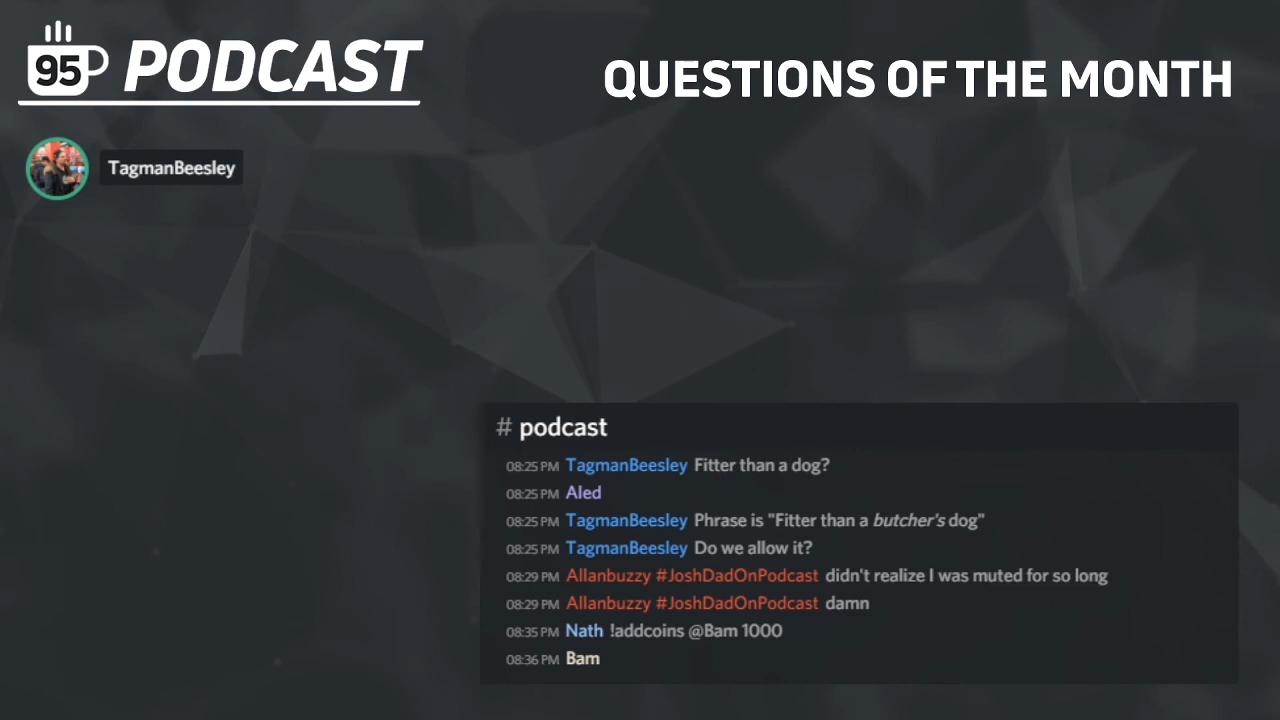 95 PODCAST
QUESTIONS OF THE MONTH
TagmanBeesley
# podcast
08:25 PM TagmanBeesley Fitter than a dog?
08:25 PM Aled
08:25 PM TagmanBeesley Phrase is "Fitter than a butcher's dog"
08:25 PM TagmanBeesley Do we allow it?
08:29 PM Allanbuzzy #JoshDadOnPodcast didn't realize I was muted for so long
08:29 PM Allanbuzzy #JoshDadOnPodcast damn
08:35 PM Nath !addcoins @Bam 1000
08:36 PM Bam